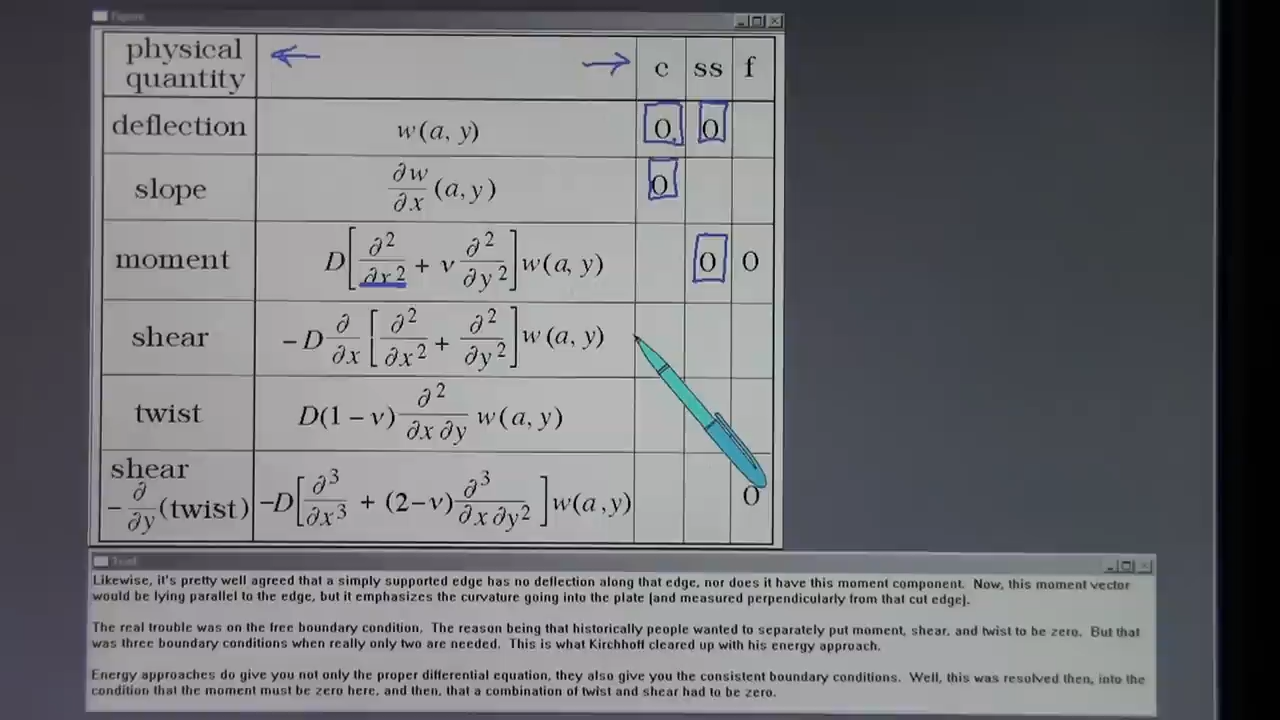 Figure
physical quantity ← → c ss f
deflection w(a, y) 0 0
slope ∂w/∂x (a, y) 0
moment D[∂²/∂x² + ν ∂²/∂y²]w(a, y) 0 0
shear −D ∂/∂x [∂²/∂x² + ∂²/∂y²]w(a, y)
twist D(1 − ν) ∂²/∂x ∂y w(a, y)
shear − ∂/∂y (twist) −D[∂³/∂x³ + (2−ν) ∂³/∂x ∂y²]w(a, y) 0
Text
Likewise, it's pretty well agreed that a simply supported edge has no deflection along that edge, nor does it have this moment component. Now, this moment vector
would be lying parallel to the edge, but it emphasizes the curvature going into the plate (and measured perpendicularly from that cut edge).
The real trouble was on the free boundary condition. The reason being that historically people wanted to separately put moment, shear, and twist to be zero. But that
was three boundary conditions when really only two are needed. This is what Kirchhoff cleared up with his energy approach.
Energy approaches do give you not only the proper differential equation, they also give you the consistent boundary conditions. Well, this was resolved then, into the
condition that the moment must be zero here, and then, that a combination of twist and shear had to be zero.